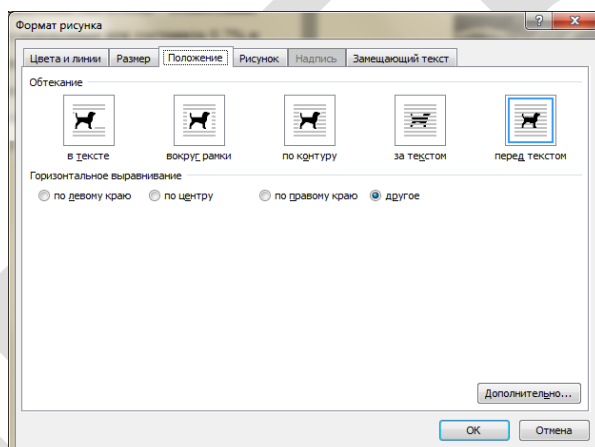 Формат рисунка
Цвета и линии Размер Положение Рисунок Надпись Замещающий текст
Обтекание
в тексте вокруг рамки по контуру за текстом перед текстом
Горизонтальное выравнивание
по левому краю по центру по правому краю другое
Дополнительно...
ОК Отмена